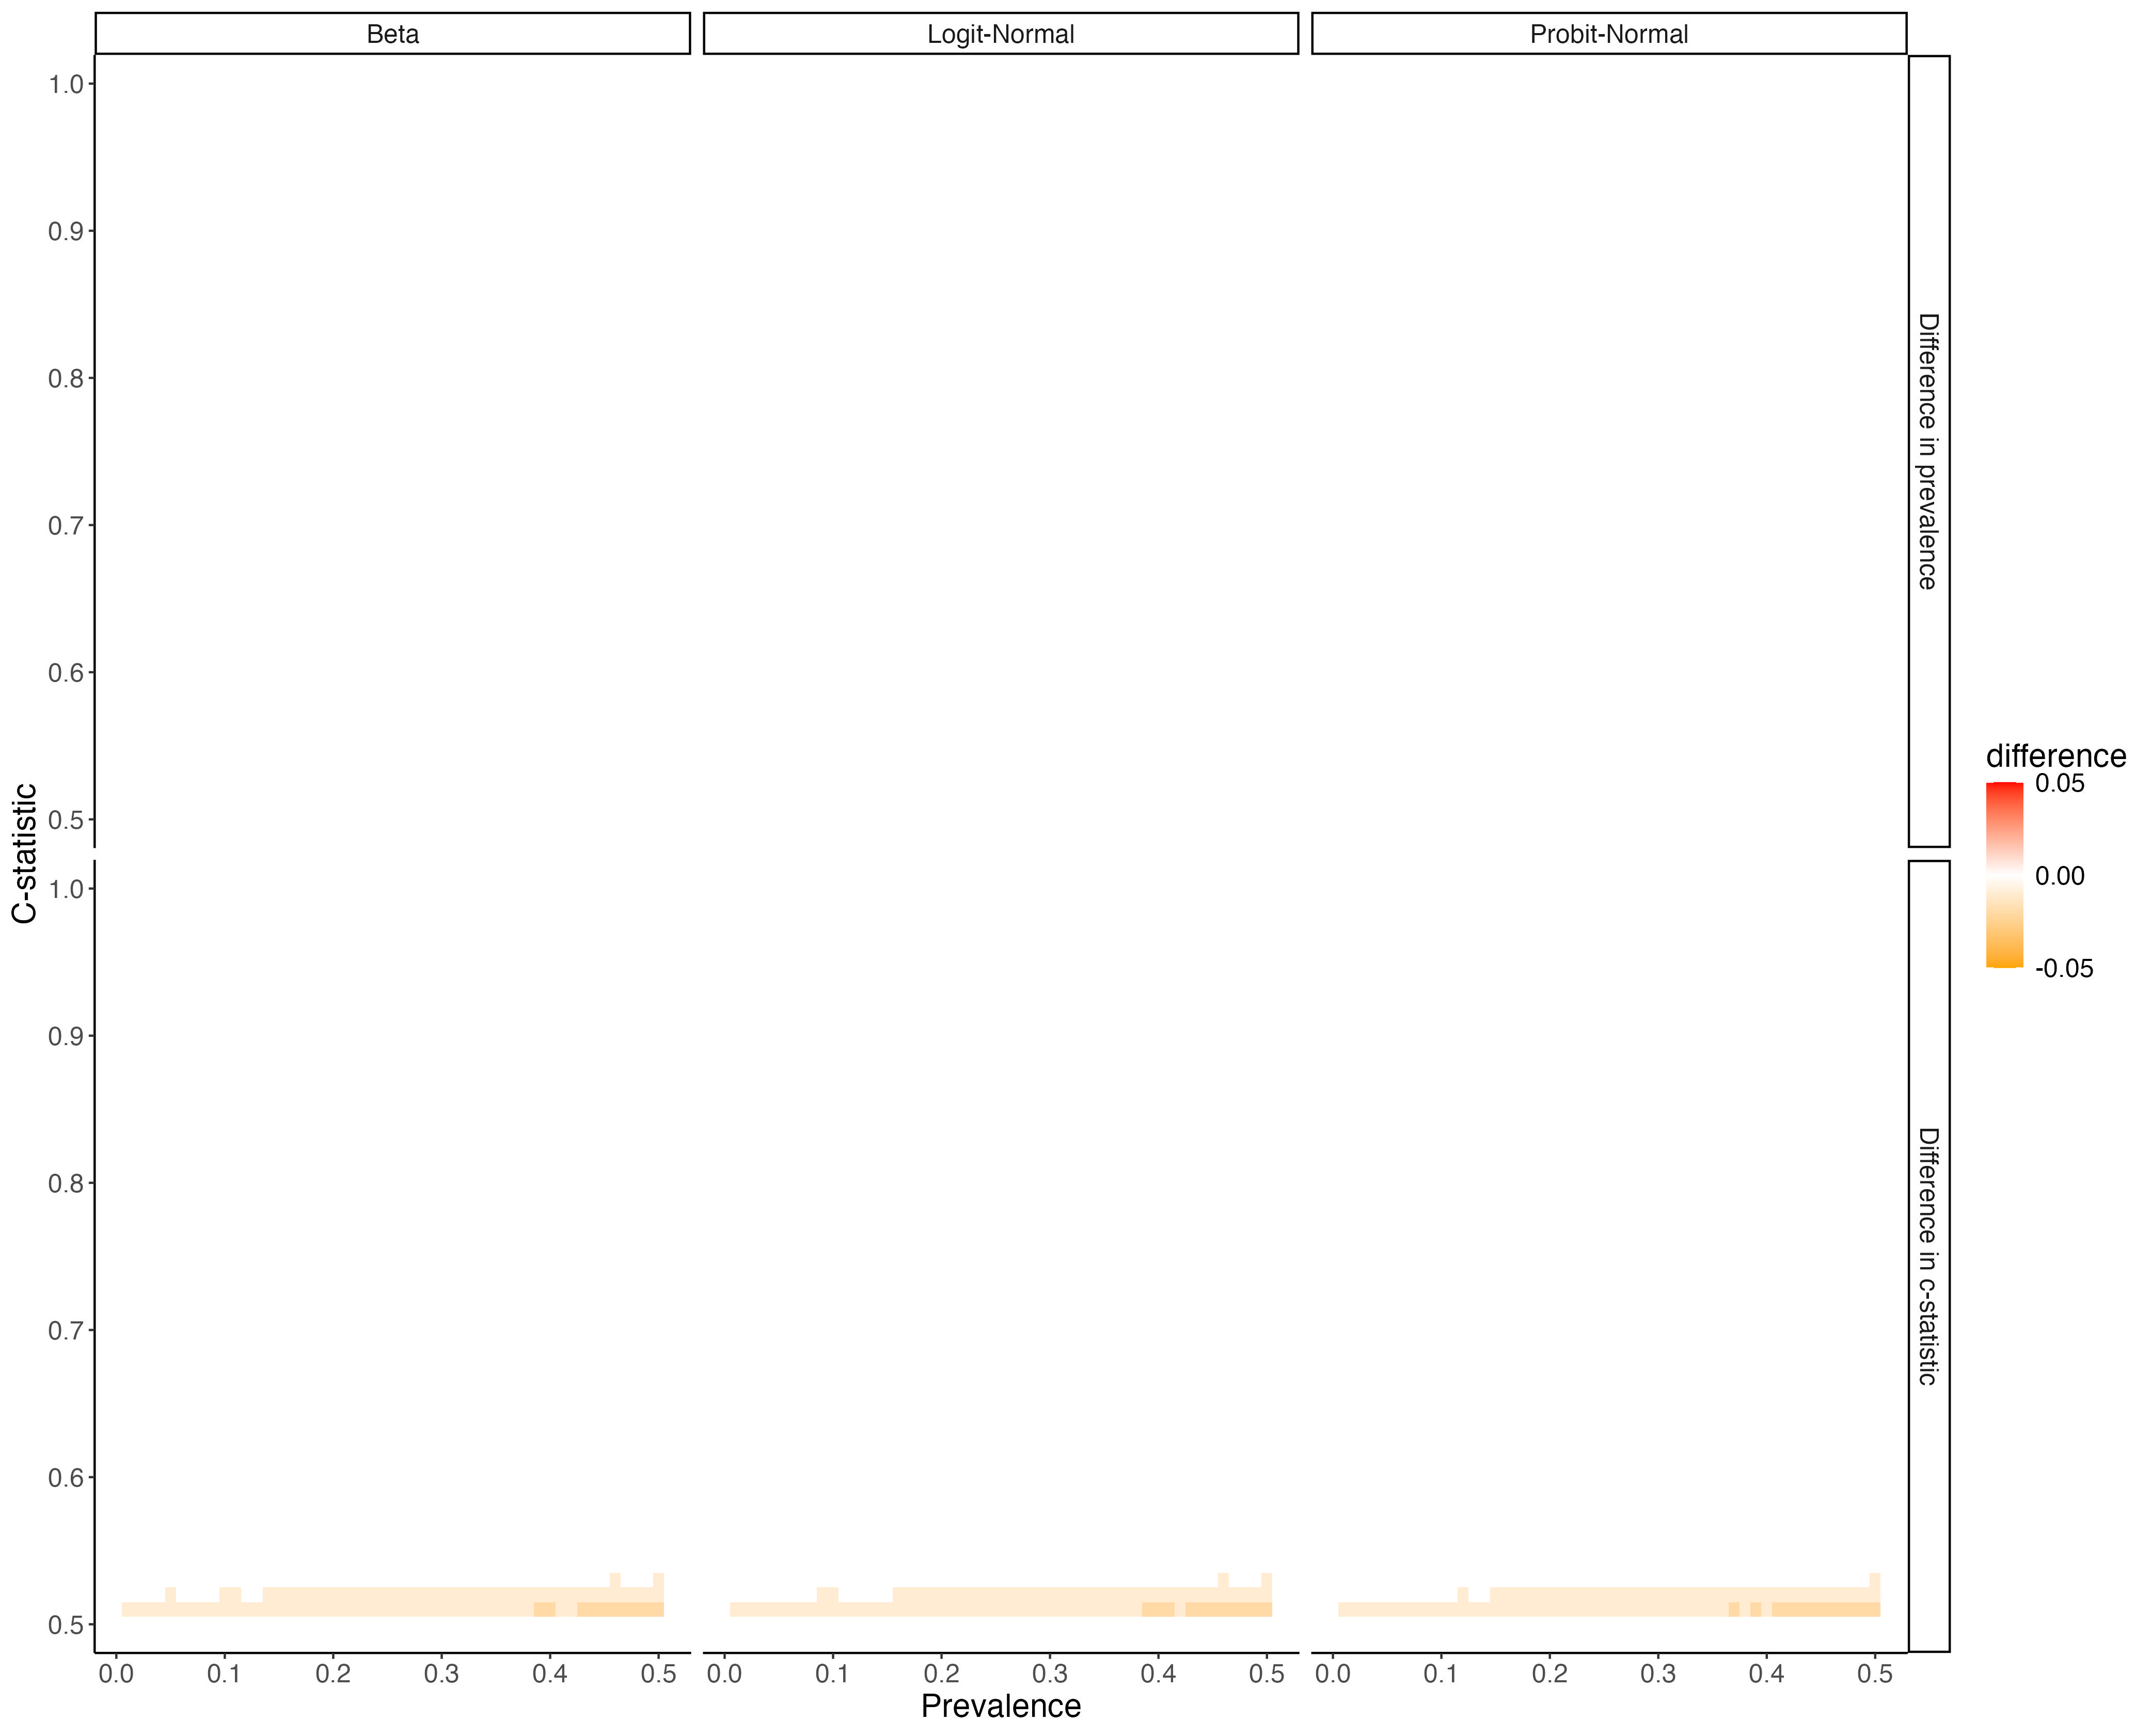 Beta
Logit-Normal
Probit-Normal
1.0
0.9
0.8
0.7
0.6
0.5
Difference in prevalence
1.0
0.9
0.8
0.7
0.6
0.5
Difference in c-statistic
C-statistic
0.0 0.1 0.2 0.3 0.4 0.5
0.0 0.1 0.2 0.3 0.4 0.5
0.0 0.1 0.2 0.3 0.4 0.5
Prevalence
difference
0.05
0.00
-0.05